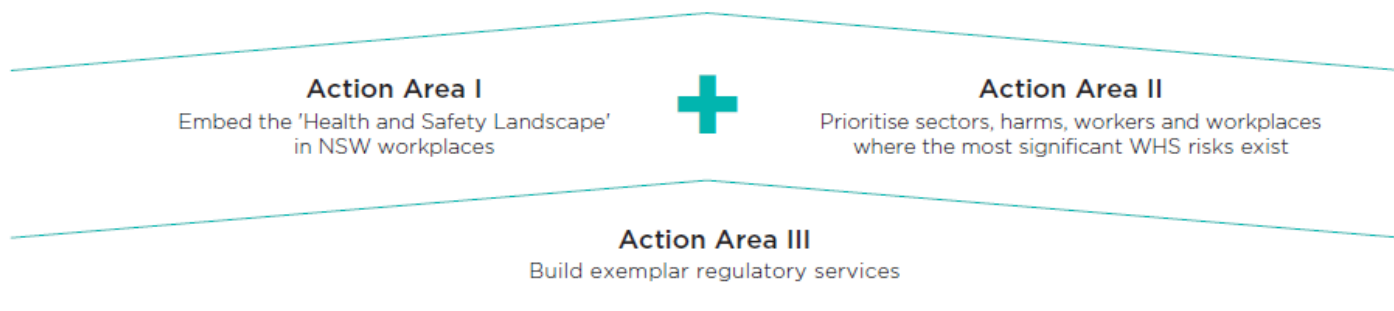 Action Area I
Embed the 'Health and Safety Landscape'
in NSW workplaces
Action Area II
Prioritise sectors, harms, workers and workplaces
where the most significant WHS risks exist
Action Area III
Build exemplar regulatory services